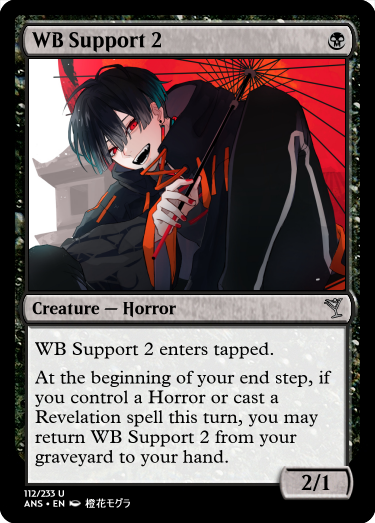 WB Support 2
Creature — Horror
WB Support 2 enters tapped.
At the beginning of your end step, if
you control a Horror or cast a
Revelation spell this turn, you may
return WB Support 2 from your
graveyard to your hand.
2/1
112/233 U
ANS • EN 橙花モグラ